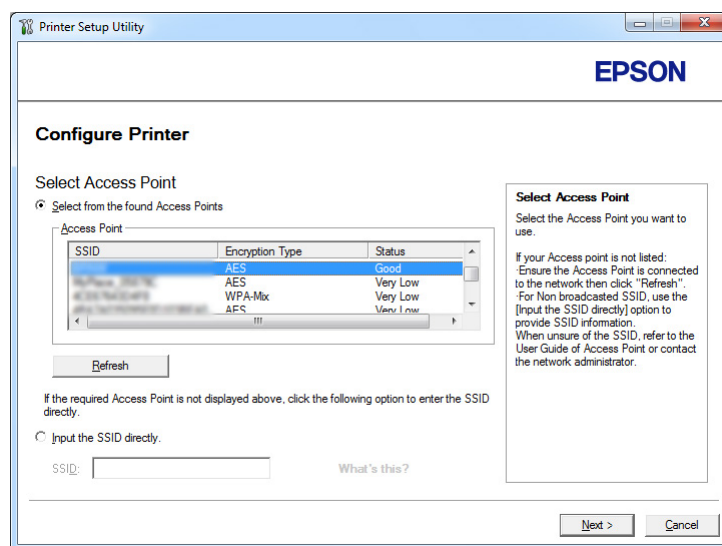 Printer Setup Utility
EPSON
Configure Printer
Select Access Point
Select from the found Access Points
Access Point
SSID Encryption Type Status
AES Good
AES Very Low
WPA-Mix Very Low
AES Very Low
Refresh
If the required Access Point is not displayed above, click the following option to enter the SSID
directly.
Input the SSID directly.
SSID:
What's this?
Select Access Point
Select the Access Point you want to
use.
If your Access point is not listed:
·Ensure the Access Point is connected
to the network then click "Refresh".
·For Non broadcasted SSID, use the
[Input the SSID directly] option to
provide SSID information.
When unsure of the SSID, refer to the
User Guide of Access Point or contact
the network administrator.
Next >
Cancel